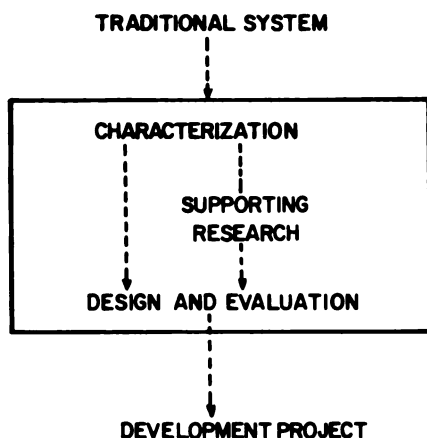 TRADITIONAL SYSTEM
CHARACTERIZATION
SUPPORTING
RESEARCH
DESIGN AND EVALUATION
DEVELOPMENT PROJECT